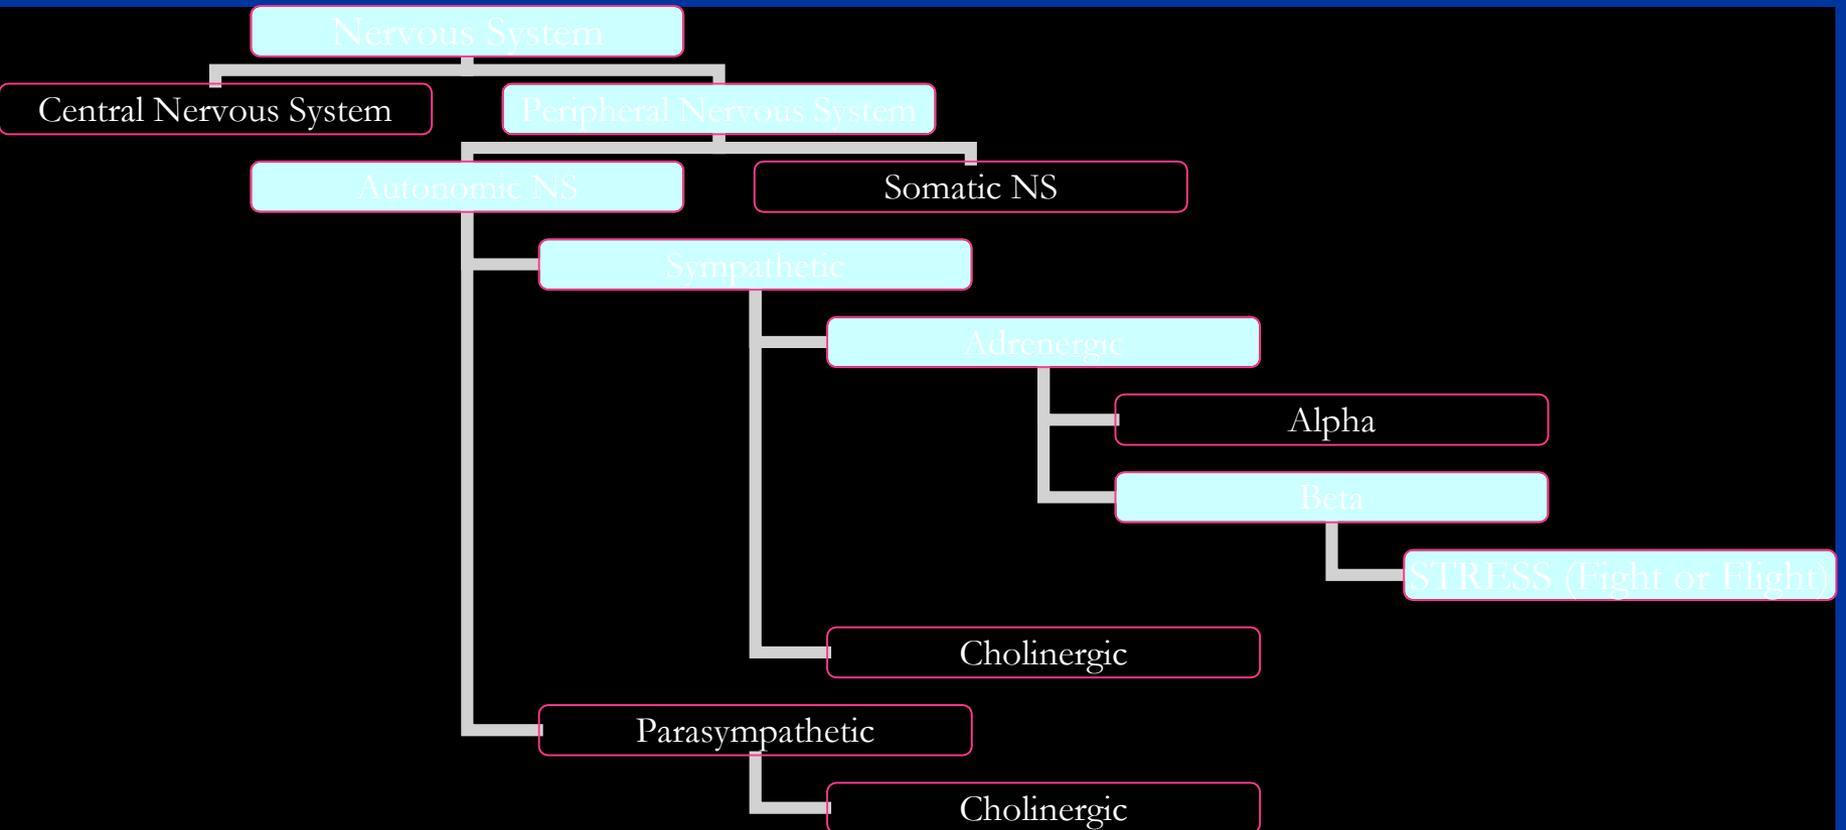 Nervous System
Central Nervous System
Peripheral Nervous System
Autonomic NS
Somatic NS
Sympathetic
Adrenergic
Alpha
Beta
STRESS (Fight or Flight)
Cholinergic
Parasympathetic
Cholinergic